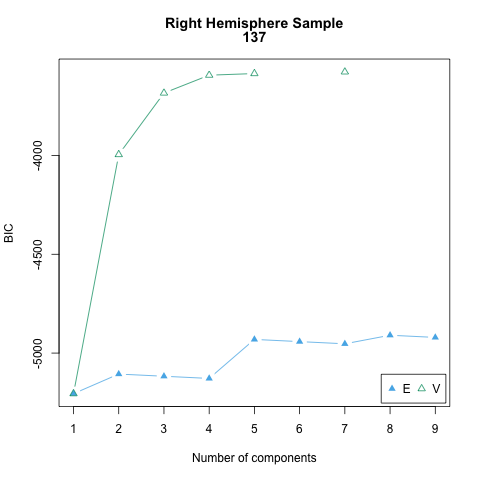 Right Hemisphere Sample
137
BIC
-4000
-4500
-5000
E V
1 2 3 4 5 6 7 8 9
Number of components